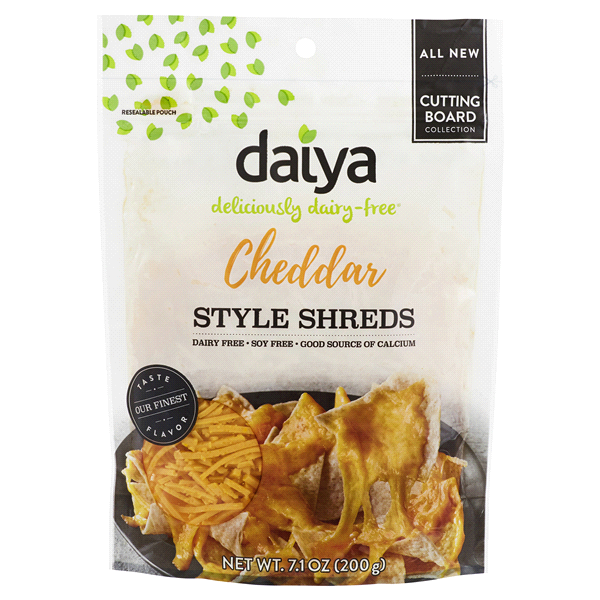 ALL NEW
CUTTING
BOARD
COLLECTION
RESEALABLE POUCH
daiya
deliciously dairy-free®
Cheddar
STYLE SHREDS
DAIRY FREE • SOY FREE • GOOD SOURCE OF CALCIUM
TASTE
OUR FINEST
FLAVOR
NET WT. 7.1 OZ (200g)